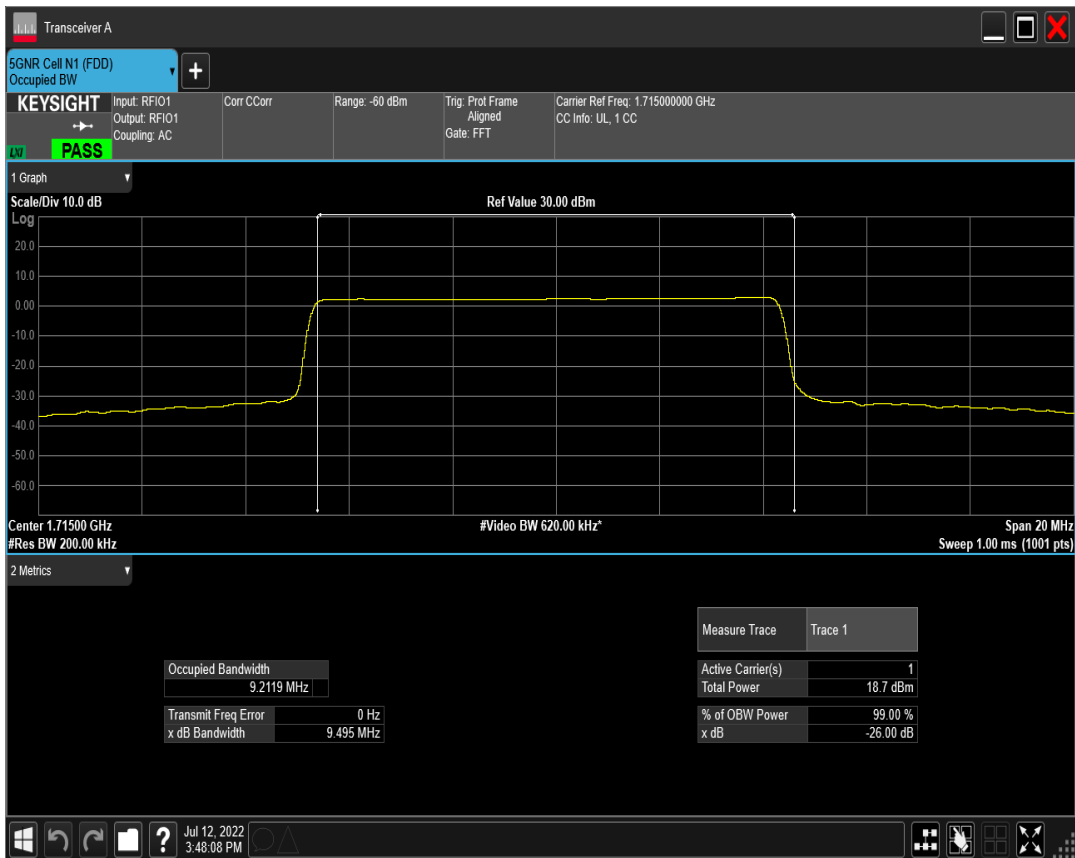 Transceiver A
5GNR Cell N1 (FDD)
Occupied BW
+
KEYSIGHT
LXI
PASS
Input: RFIO1
Output: RFIO1
Coupling: AC
Corr CCorr
Range: -60 dBm
Trig: Prot Frame
Aligned
Gate: FFT
Carrier Ref Freq: 1.715000000 GHz
CC Info: UL, 1 CC
1 Graph
Scale/Div 10.0 dB
Ref Value 30.00 dBm
Log
20.0
10.0
0.00
-10.0
-20.0
-30.0
-40.0
-50.0
-60.0
Center 1.71500 GHz
#Video BW 620.00 kHz*
Span 20 MHz
#Res BW 200.00 kHz
Sweep 1.00 ms (1001 pts)
2 Metrics
Measure Trace Trace 1
Occupied Bandwidth
9.2119 MHz
Active Carrier(s) 1
Total Power 18.7 dBm
Transmit Freq Error 0 Hz
x dB Bandwidth 9.495 MHz
% of OBW Power 99.00 %
x dB -26.00 dB
?
Jul 12, 2022
3:48:08 PM